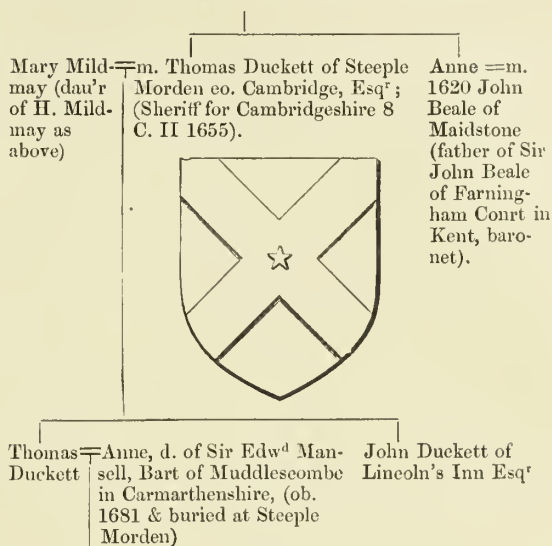 Mary Mild-
may (dau'r
of H. Mild-
may as
above)
m. Thomas Duckett of Steeple
Morden eo. Cambridge, Esqʳ ;
(Sheriff for Cambridgeshire 8
C. II 1655).
Anne = m.
1620 John
Beale of
Maidstone
(father of Sir
John Beale
of Farning-
ham Conrt in
Kent, baro-
net).
Thomas
Duckett
Anne, d. of Sir Edwᵈ Man-
sell, Bart of Muddlescombe
in Carmarthenshire, (ob.
1681 & buried at Steeple
Morden)
John Duckett of
Lincoln's Inn Esqʳ